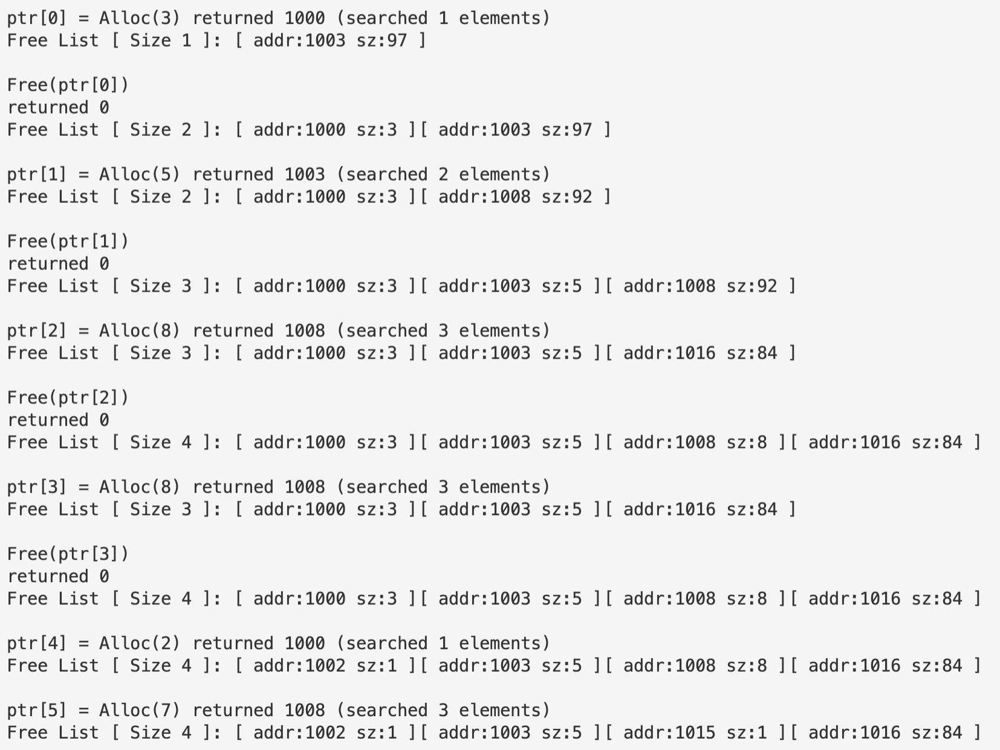 ptr[0] = Alloc(3) returned 1000 (searched 1 elements)
Free List [ Size 1 ]: [ addr:1003 sz:97 ]
Free(ptr[0])
returned 0
Free List [ Size 2 ]: [ addr:1000 sz:3 ][ addr:1003 sz:97 ]
ptr[1] = Alloc(5) returned 1003 (searched 2 elements)
Free List [ Size 2 ]: [ addr:1000 sz:3 ][ addr:1008 sz:92 ]
Free(ptr[1])
returned 0
Free List [ Size 3 ]: [ addr:1000 sz:3 ][ addr:1003 sz:5 ][ addr:1008 sz:92 ]
ptr[2] = Alloc(8) returned 1008 (searched 3 elements)
Free List [ Size 3 ]: [ addr:1000 sz:3 ][ addr:1003 sz:5 ][ addr:1016 sz:84 ]
Free(ptr[2])
returned 0
Free List [ Size 4 ]: [ addr:1000 sz:3 ][ addr:1003 sz:5 ][ addr:1008 sz:8 ][ addr:1016 sz:84 ]
ptr[3] = Alloc(8) returned 1008 (searched 3 elements)
Free List [ Size 3 ]: [ addr:1000 sz:3 ][ addr:1003 sz:5 ][ addr:1016 sz:84 ]
Free(ptr[3])
returned 0
Free List [ Size 4 ]: [ addr:1000 sz:3 ][ addr:1003 sz:5 ][ addr:1008 sz:8 ][ addr:1016 sz:84 ]
ptr[4] = Alloc(2) returned 1000 (searched 1 elements)
Free List [ Size 4 ]: [ addr:1002 sz:1 ][ addr:1003 sz:5 ][ addr:1008 sz:8 ][ addr:1016 sz:84 ]
ptr[5] = Alloc(7) returned 1008 (searched 3 elements)
Free List [ Size 4 ]: [ addr:1002 sz:1 ][ addr:1003 sz:5 ][ addr:1015 sz:1 ][ addr:1016 sz:84 ]